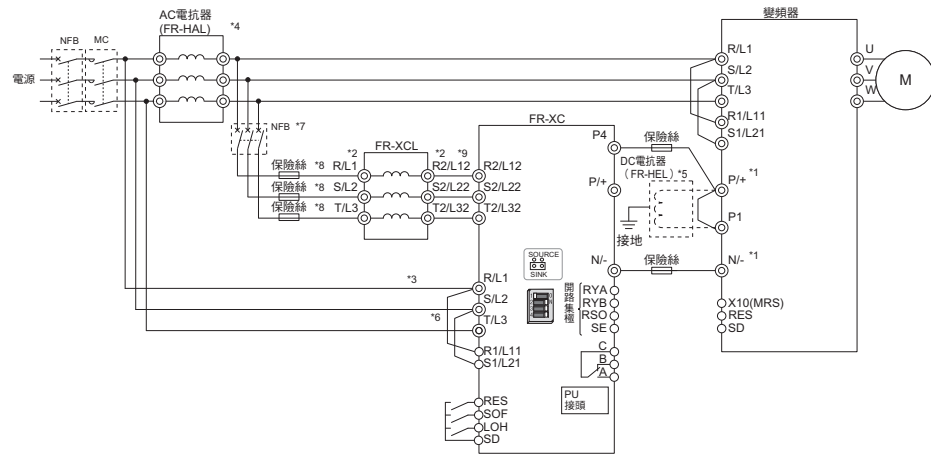 AC電抗器
(FR-HAL)
*4
變頻器
NFB
MC
電源
R/L1
S/L2
T/L3
R1/L11
S1/L21
U
V
W
M
NFB *7
FR-XCL
FR-XC
保險絲 *8 R/L1
保險絲 *8 S/L2
保險絲 *8 T/L3
*2
*2 *9
R2/L12
S2/L22
T2/L32
R2/L12
S2/L22
T2/L32
P4
P/+
保險絲
DC電抗器
(FR-HEL) *5
接地
P/+ *1
P1
N/-
保險絲
N/- *1
X10(MRS)
RES
SD
SOURCE
SINK
開路集極
RYA
RYB
RSO
SE
C
B
A
PU
接頭
*3
*6
R/L1
S/L2
T/L3
R1/L11
S1/L21
RES
SOF
LOH
SD